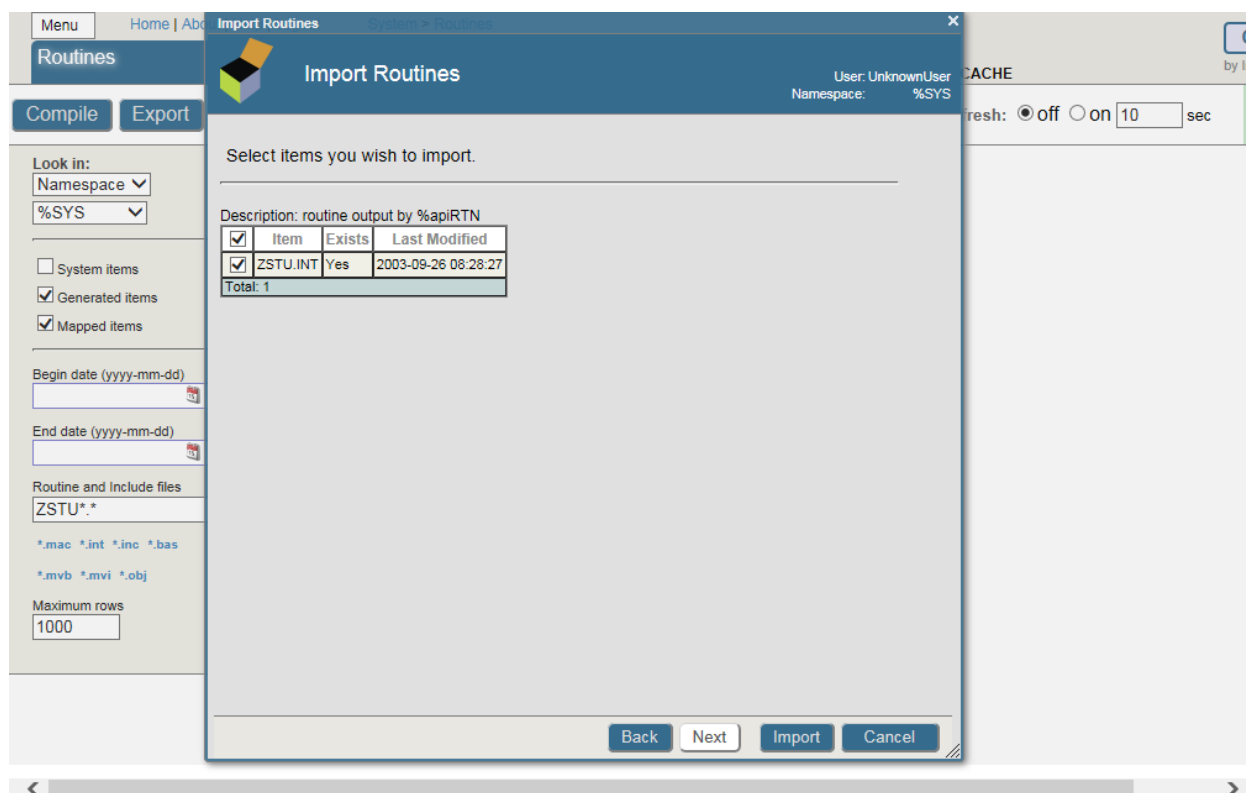 Menu
Home | Abo
Routines
Compile
Export
Look in:
Namespace
%SYS
System items
Generated items
Mapped items
Begin date (yyyy-mm-dd)
End date (yyyy-mm-dd)
Routine and Include files
ZSTU*.*
*.mac *.int *.inc *.bas
*.mvb *.mvi *.obj
Maximum rows
1000
Import Routines
System > Routines
×
Import Routines
User: UnknownUser
Namespace: %SYS
Select items you wish to import.
Description: routine output by %apiRTN
Item Exists Last Modified
ZSTU.INT Yes 2003-09-26 08:28:27
Total: 1
Back
Next
Import
Cancel
CACHE
fresh: off on 10 sec
by I